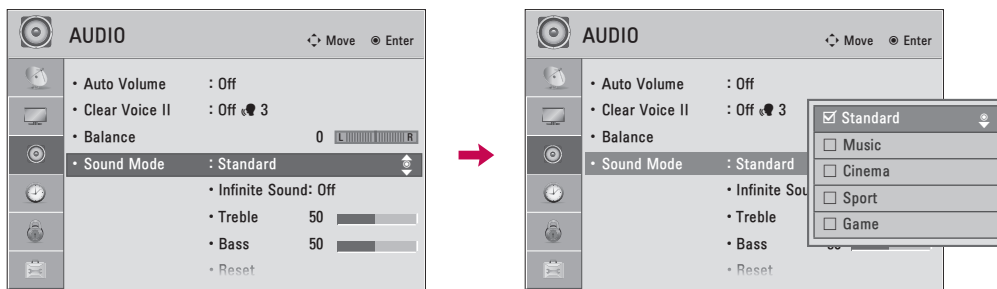 AUDIO
Move Enter
• Auto Volume : Off
• Clear Voice II : Off 3
• Balance 0 L R
• Sound Mode : Standard
• Infinite Sound: Off
• Treble 50
• Bass 50
• Reset
AUDIO
Move Enter
• Auto Volume : Off
• Clear Voice II : Off 3
• Balance
• Sound Mode : Standard
• Infinite Sou
• Treble
• Bass
• Reset
Standard
Music
Cinema
Sport
Game